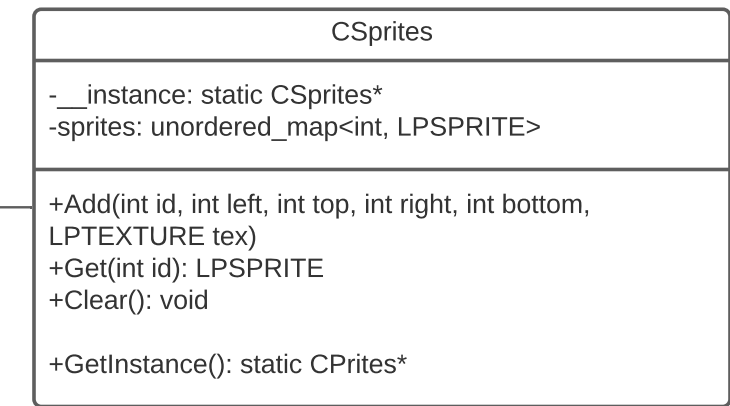 CSprites
-__instance: static CSprites*
-sprites: unordered_map<int, LPSPRITE>
+Add(int id, int left, int top, int right, int bottom,
LPTEXTURE tex)
+Get(int id): LPSPRITE
+Clear(): void
+GetInstance(): static CPrites*